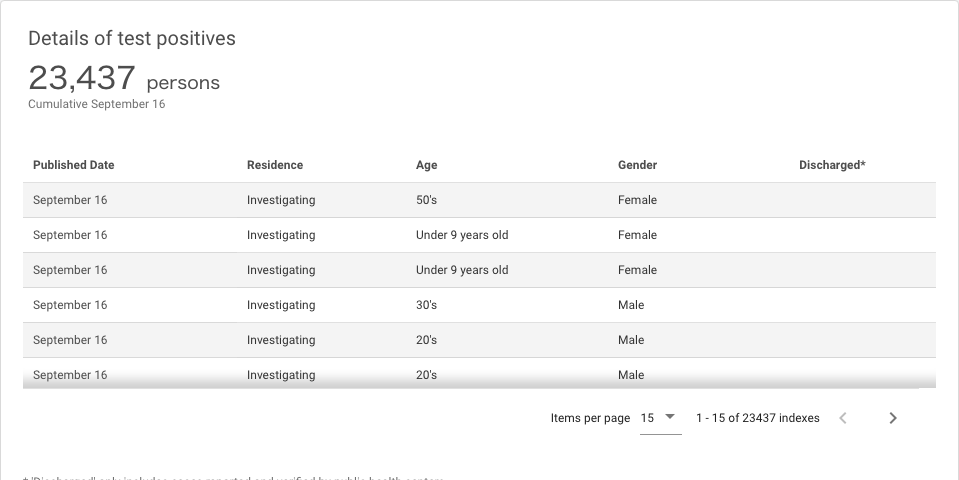 Details of test positives
23,437 persons
Cumulative September 16
Published Date Residence Age Gender Discharged*
September 16 Investigating 50's Female
September 16 Investigating Under 9 years old Female
September 16 Investigating Under 9 years old Female
September 16 Investigating 30's Male
September 16 Investigating 20's Male
September 16 Investigating 20's Male
Items per page 15 1 - 15 of 23437 indexes